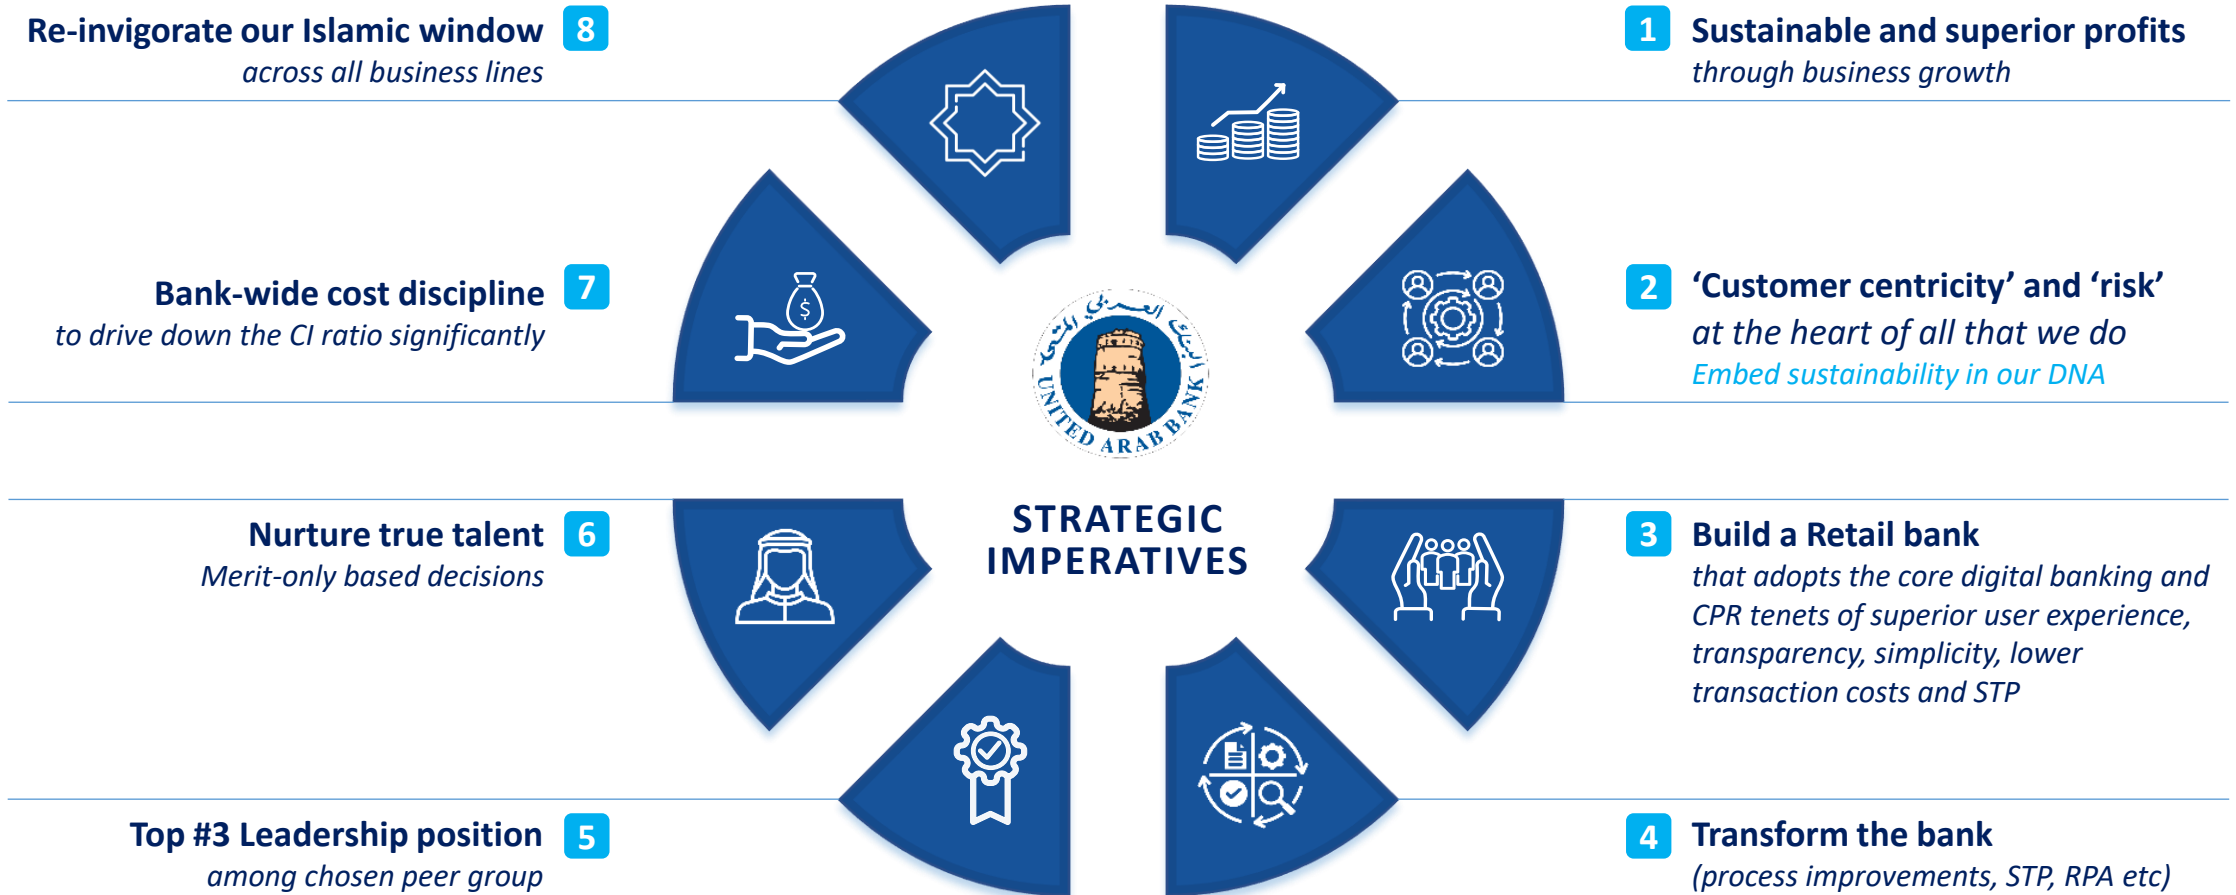 1
Sustainable and superior profits
through business growth
2
‘Customer centricity’ and ‘risk’
at the heart of all that we do
Embed sustainability in our DNA
3
Build a Retail bank
that adopts the core digital banking and
CPR tenets of superior user experience,
transparency, simplicity, lower
transaction costs and STP
4
Transform the bank
(process improvements, STP, RPA etc)
Top #3 Leadership position
5
among chosen peer group
Nurture true talent
6
Merit-only based decisions
Bank-wide cost discipline
7
to drive down the CI ratio significantly
$
Re-invigorate our Islamic window
8
across all business lines
البنك العربي المتحد
UNITED ARAB BANK
STRATEGIC
IMPERATIVES